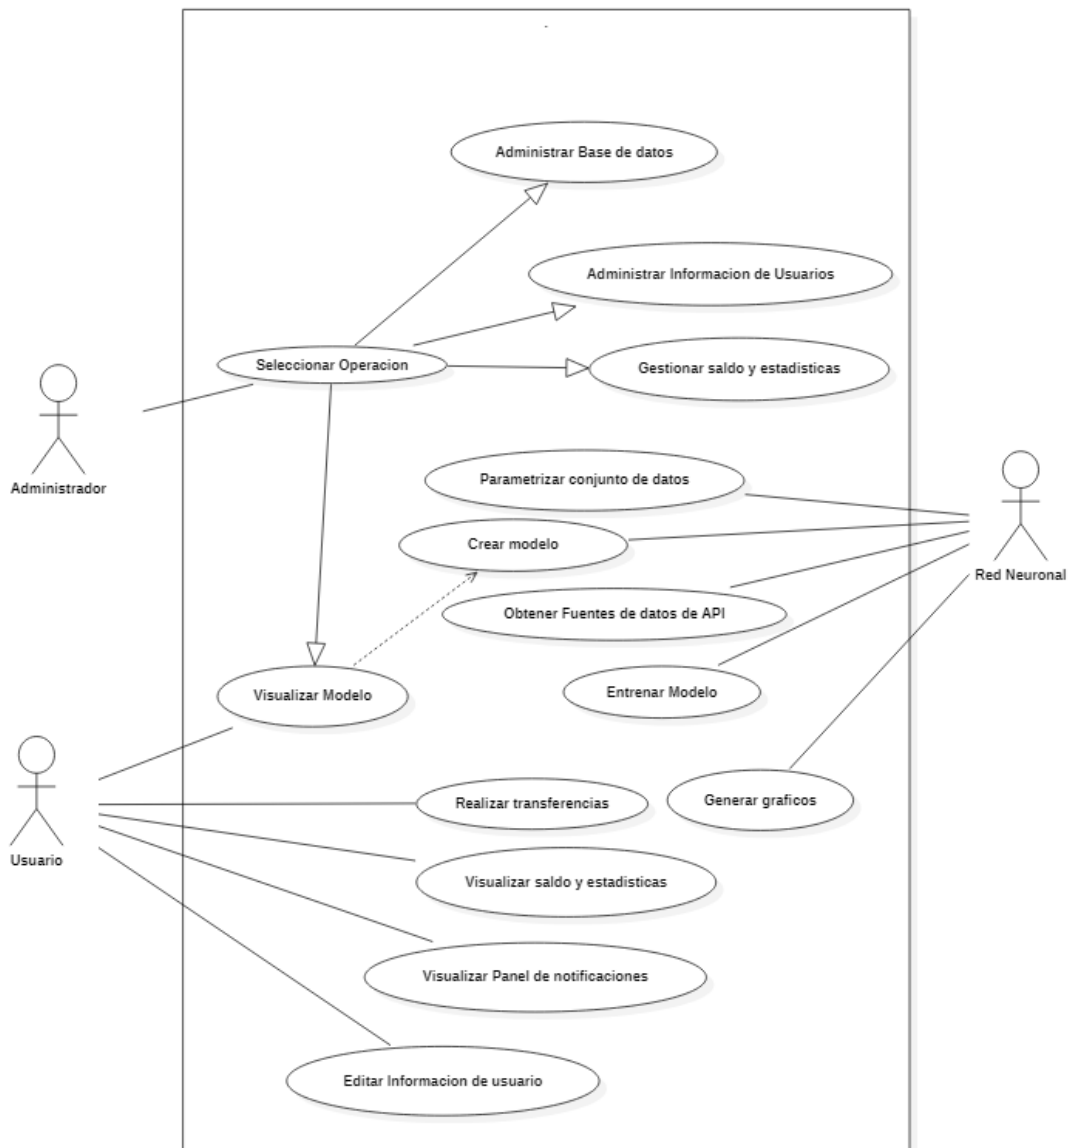 Administrar Base de datos
Administrar Informacion de Usuarios
Seleccionar Operacion
Gestionar saldo y estadisticas
Administrador
Parametrizar conjunto de datos
Crear modelo
Red Neuronal
Obtener Fuentes de datos de API
Visualizar Modelo
Entrenar Modelo
Usuario
Realizar transferencias
Generar graficos
Visualizar saldo y estadisticas
Visualizar Panel de notificaciones
Editar Informacion de usuario